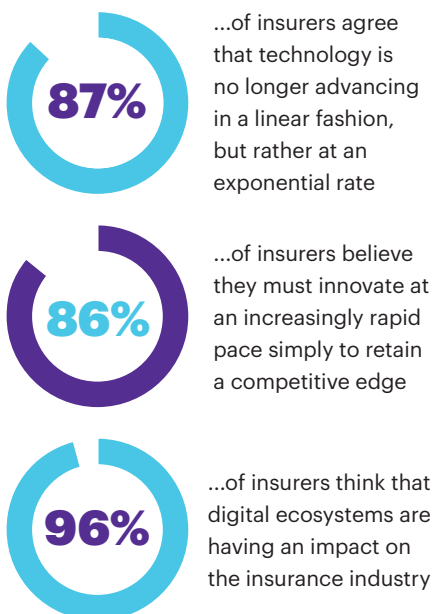 87%
...of insurers agree
that technology is
no longer advancing
in a linear fashion,
but rather at an
exponential rate
86%
...of insurers believe
they must innovate at
an increasingly rapid
pace simply to retain
a competitive edge
96%
...of insurers think that
digital ecosystems are
having an impact on
the insurance industry